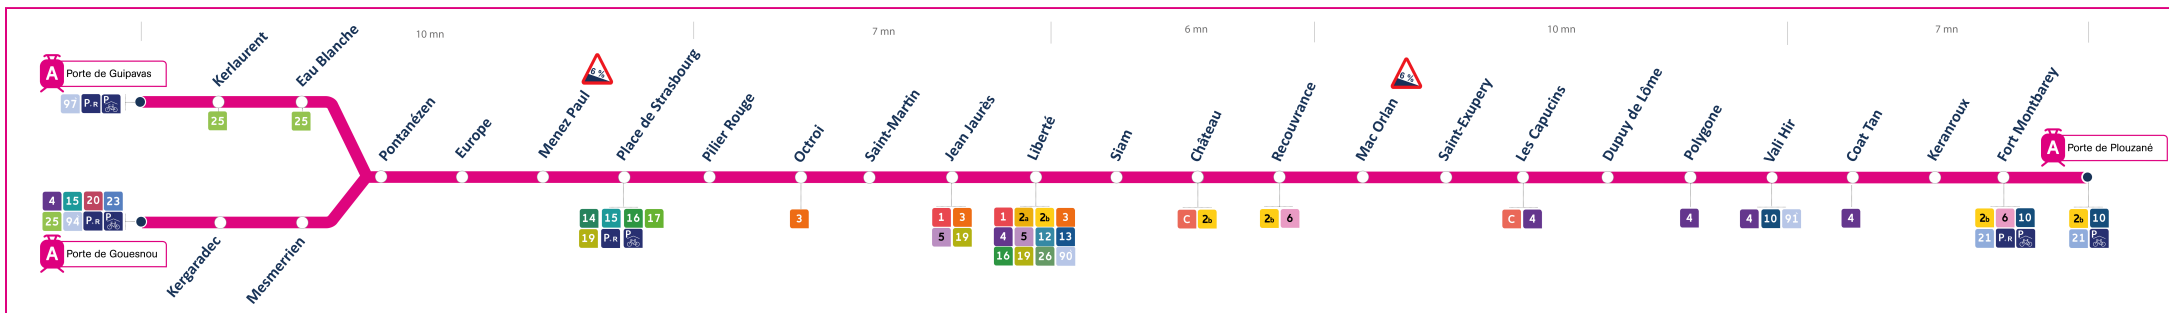 10 mn
7 mn
6 mn
10 mn
7 mn
A Porte de Guipavas
97 P+R P
Kerlaurent
25
Eau Blanche
25
4 15 20 23
25 94 P+R P
A Porte de Gouesnou
Kergaradec
Mesmerrien
Pontanézen
Europe
Menez Paul
6 %
Place de Strasbourg
14 15 16 17
19 P+R P
Pilier Rouge
Octroi
3
Saint-Martin
Jean Jaurès
1 3
5 19
Liberté
1 2a 2b 3
4 5 12 13
16 19 26 90
Siam
Château
C 2b
Recouvrance
2b 6
Mac Orlan
6 %
Saint-Exupery
Les Capucins
C 4
Dupuy de Lôme
Polygone
4
Vali Hir
4 10 91
Coat Tan
4
Keranroux
Fort Montbarey
2b 6 10
21 P+R P
A Porte de Plouzané
2b 10
21 P